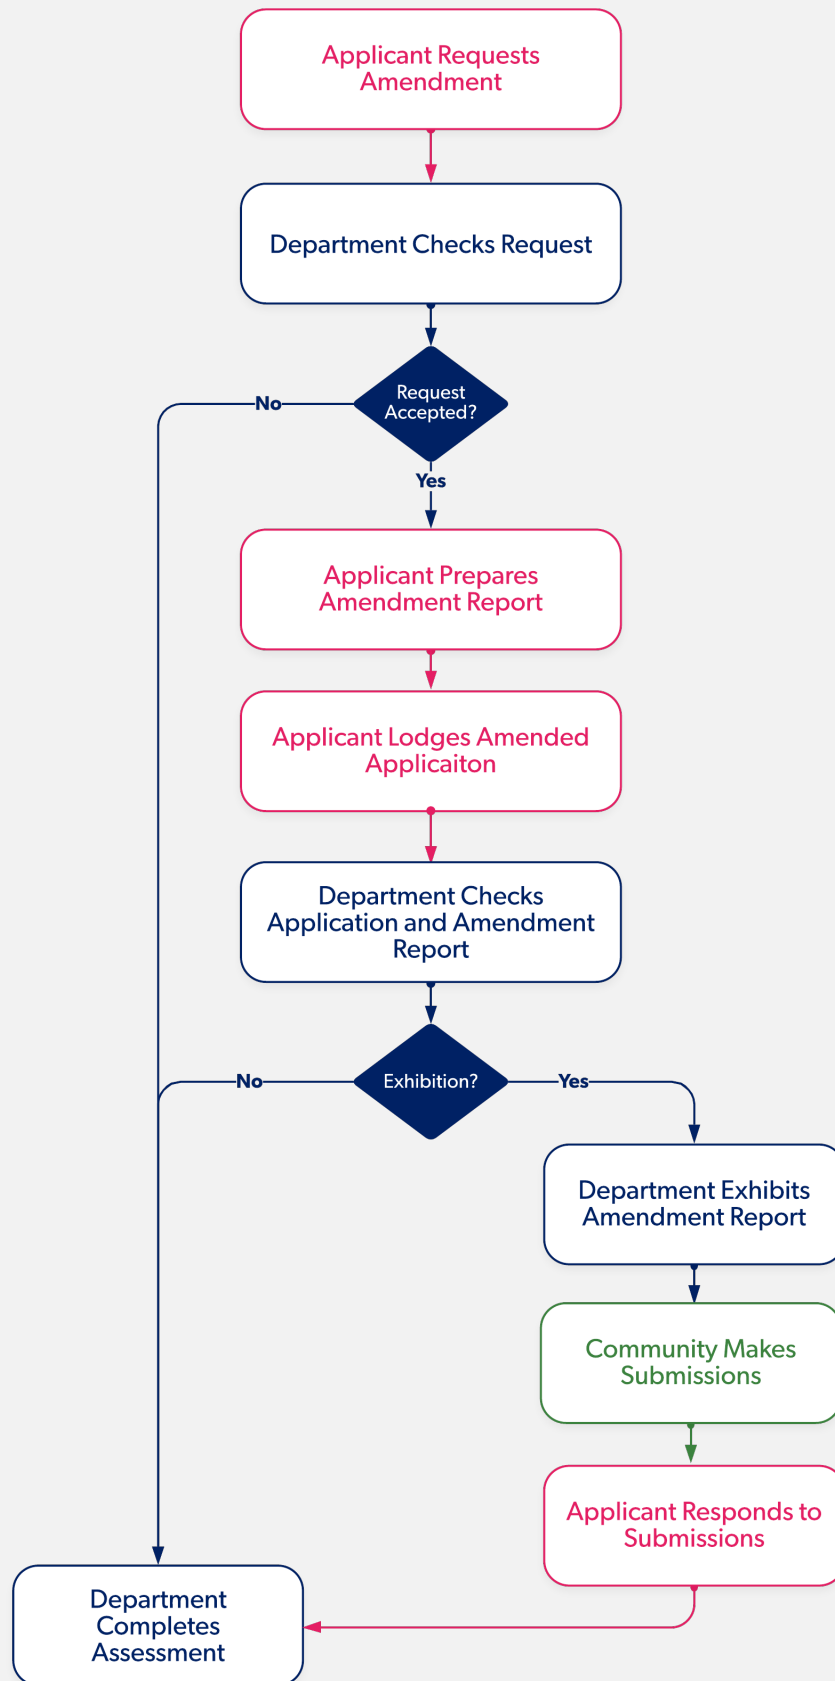 Applicant Requests
Amendment
Department Checks Request
Request
Accepted?
No
Yes
Applicant Prepares
Amendment Report
Applicant Lodges Amended
Applicaiton
Department Checks
Application and Amendment
Report
Exhibition?
No
Yes
Department Exhibits
Amendment Report
Community Makes
Submissions
Applicant Responds to
Submissions
Department
Completes
Assessment